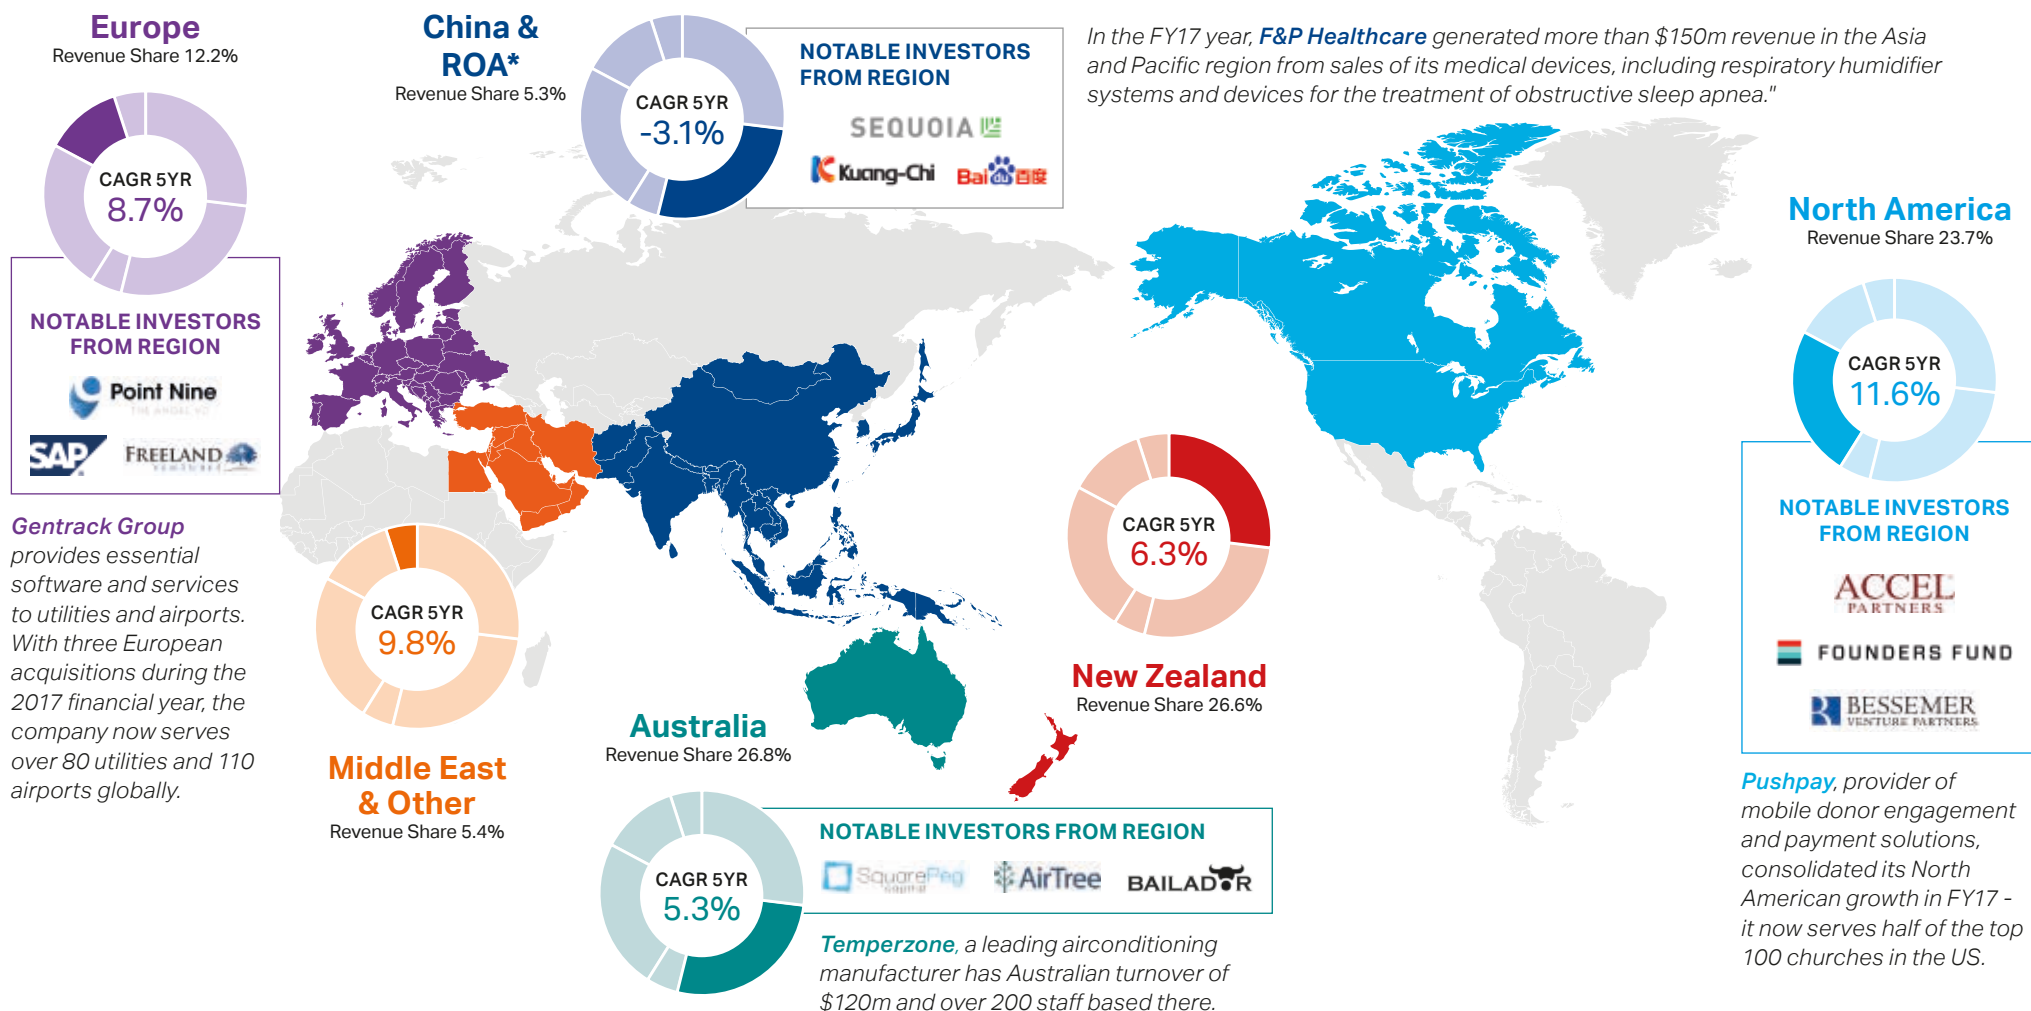 Europe
Revenue Share 12.2%
CAGR 5YR
8.7%
NOTABLE INVESTORS
FROM REGION
Point Nine
THE ANGEL VC
SAP
FREELAND
VENTURES
Gentrack Group
provides essential
software and services
to utilities and airports.
With three European
acquisitions during the
2017 financial year, the
company now serves
over 80 utilities and 110
airports globally.
China &
ROA*
Revenue Share 5.3%
CAGR 5YR
-3.1%
NOTABLE INVESTORS
FROM REGION
SEQUOIA
Kuang-Chi
Bai du 百度
In the FY17 year, F&P Healthcare generated more than $150m revenue in the Asia
and Pacific region from sales of its medical devices, including respiratory humidifier
systems and devices for the treatment of obstructive sleep apnea."
North America
Revenue Share 23.7%
CAGR 5YR
11.6%
NOTABLE INVESTORS
FROM REGION
ACCEL
PARTNERS
FOUNDERS FUND
BESSEMER
VENTURE PARTNERS
Pushpay, provider of
mobile donor engagement
and payment solutions,
consolidated its North
American growth in FY17 -
it now serves half of the top
100 churches in the US.
CAGR 5YR
9.8%
Middle East
& Other
Revenue Share 5.4%
CAGR 5YR
6.3%
New Zealand
Revenue Share 26.6%
Australia
Revenue Share 26.8%
CAGR 5YR
5.3%
NOTABLE INVESTORS FROM REGION
SquarePeg
capital
AirTree
BAILADOR
Temperzone, a leading airconditioning
manufacturer has Australian turnover of
$120m and over 200 staff based there.